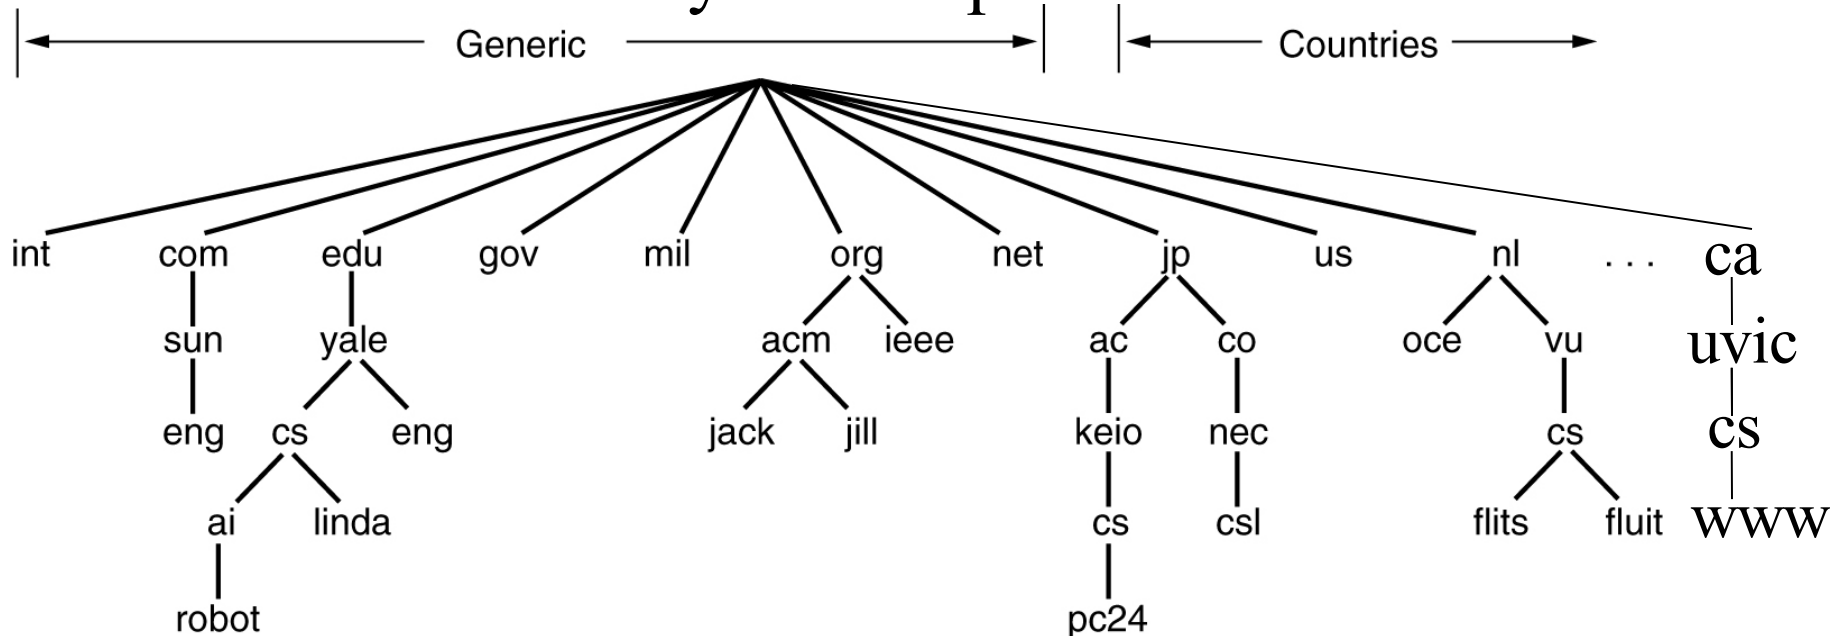 Generic Countries
int com edu gov mil org net jp us nl . . . ca
sun yale acm ieee ac co oce vu uvic
eng cs eng jack jill keio nec cs cs
ai linda cs csl flits fluit www
robot pc24